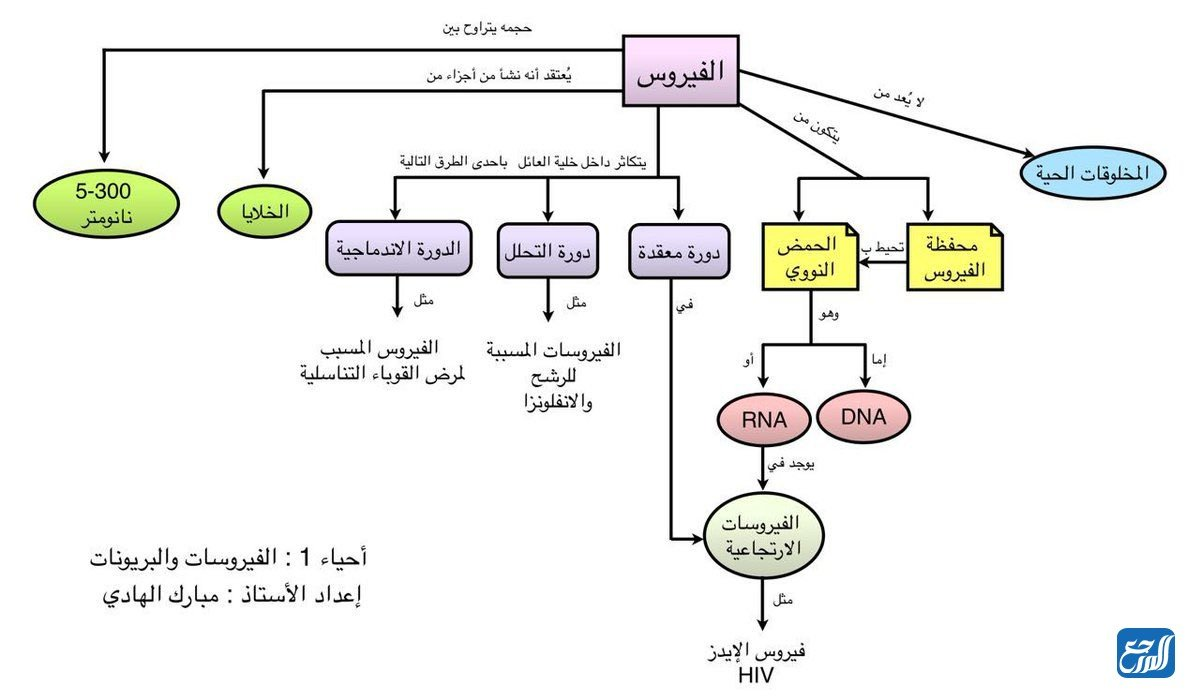 حجمه يتراوح بين
الفيروس
يُعتقد أنه نشأ من أجزاء من
لا يُعد من
يتكون من
المخلوقات الحية
يتكاثر داخل خلية العائل باحدى الطرق التالية
5-300
نانومتر
الخلايا
الدورة الاندماجية
دورة التحلل
دورة معقدة
الحمض
النووي
تحيط ب
محفظة
الفيروس
مثل
مثل
في
وهو
الفيروس المسبب
لمرض القوباء التناسلية
الفيروسات المسببة
للرشح
والانفلونزا
أو
إما
RNA
DNA
يوجد في
الفيروسات
الارتجاعية
مثل
فيروس الإيدز
HIV
أحياء 1 : الفيروسات والبريونات
إعداد الأستاذ : مبارك الهادي
المرجع